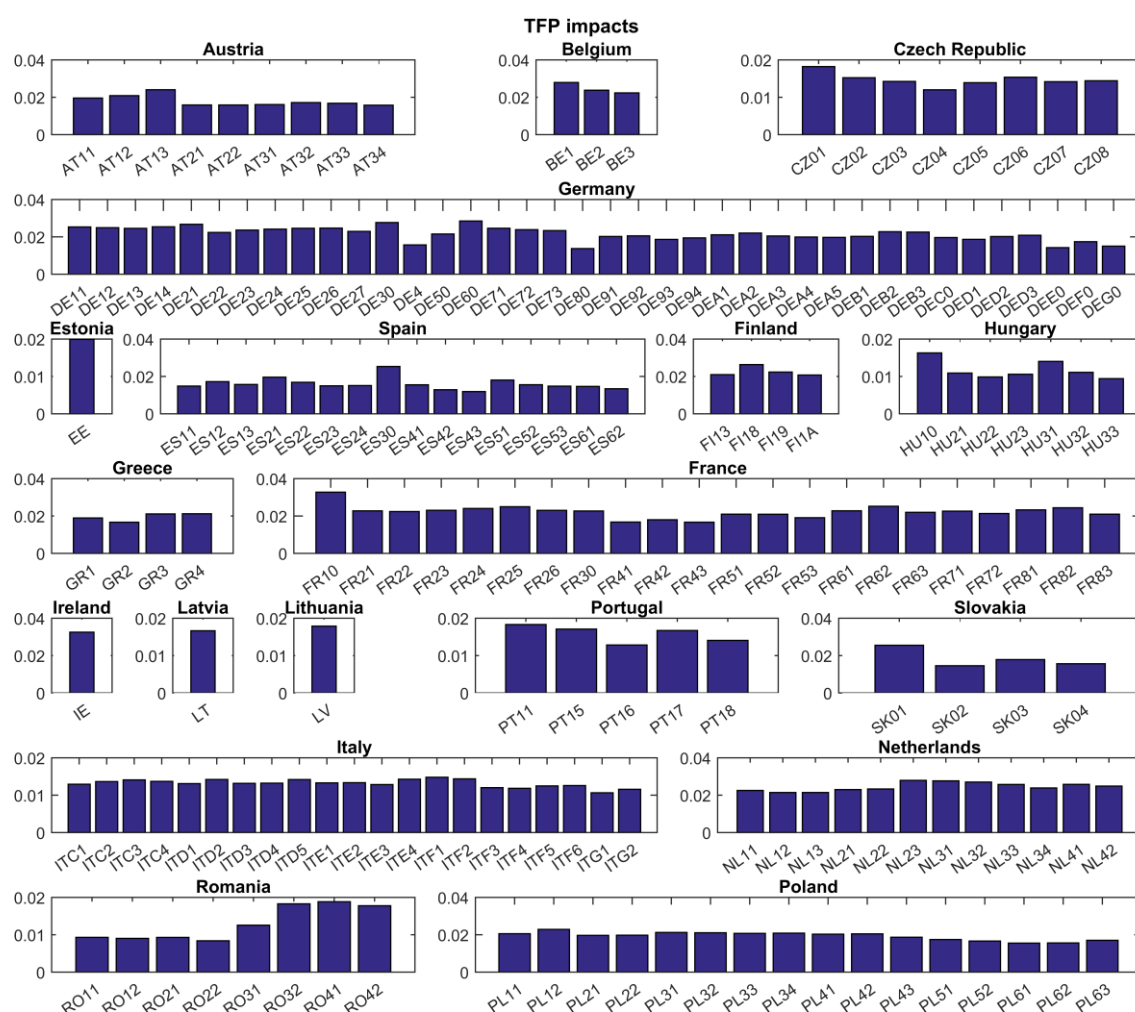 TFP impacts
Austria
0.04
0.02
0
AT11 AT12 AT13 AT21 AT22 AT31 AT32 AT33 AT34
Belgium
0.04
0.02
0
BE1 BE2 BE3
Czech Republic
0.02
0.01
0
CZ01 CZ02 CZ03 CZ04 CZ05 CZ06 CZ07 CZ08
Germany
0.04
0.02
0
DE11 DE12 DE13 DE14 DE21 DE22 DE23 DE24 DE25 DE26 DE27 DE30 DE4 DE50 DE60 DE71 DE72 DE73 DE80 DE91 DE92 DE93 DE94 DEA1 DEA2 DEA3 DEA4 DEA5 DEB1 DEB2 DEB3 DEC0 DED1 DED2 DED3 DEE0 DEF0 DEG0
Estonia
0.02
0.01
0
EE
Spain
0.04
0.02
0
ES11 ES12 ES13 ES21 ES22 ES23 ES24 ES30 ES41 ES42 ES43 ES51 ES52 ES53 ES61 ES62
Finland
0.04
0.02
0
FI13 FI18 FI19 FI1A
Hungary
0.02
0.01
0
HU10 HU21 HU22 HU23 HU31 HU32 HU33
Greece
0.04
0.02
0
GR1 GR2 GR3 GR4
France
0.04
0.02
0
FR10 FR21 FR22 FR23 FR24 FR25 FR26 FR30 FR41 FR42 FR43 FR51 FR52 FR53 FR61 FR62 FR63 FR71 FR72 FR81 FR82 FR83
Ireland
0.04
0.02
0
IE
Latvia
0.02
0.01
0
LT
Lithuania
0.02
0.01
0
LV
Portugal
0.02
0.01
0
PT11 PT15 PT16 PT17 PT18
Slovakia
0.04
0.02
0
SK01 SK02 SK03 SK04
Italy
0.02
0.01
0
ITC1 ITC2 ITC3 ITC4 ITD1 ITD2 ITD3 ITD4 ITD5 ITE1 ITE2 ITE3 ITE4 ITF1 ITF2 ITF3 ITF4 ITF5 ITF6 ITG1 ITG2
Netherlands
0.04
0.02
0
NL11 NL12 NL13 NL21 NL22 NL23 NL31 NL32 NL33 NL34 NL41 NL42
Romania
0.02
0.01
0
RO11 RO12 RO21 RO22 RO31 RO32 RO41 RO42
Poland
0.04
0.02
0
PL11 PL12 PL21 PL22 PL31 PL32 PL33 PL34 PL41 PL42 PL43 PL51 PL52 PL61 PL62 PL63